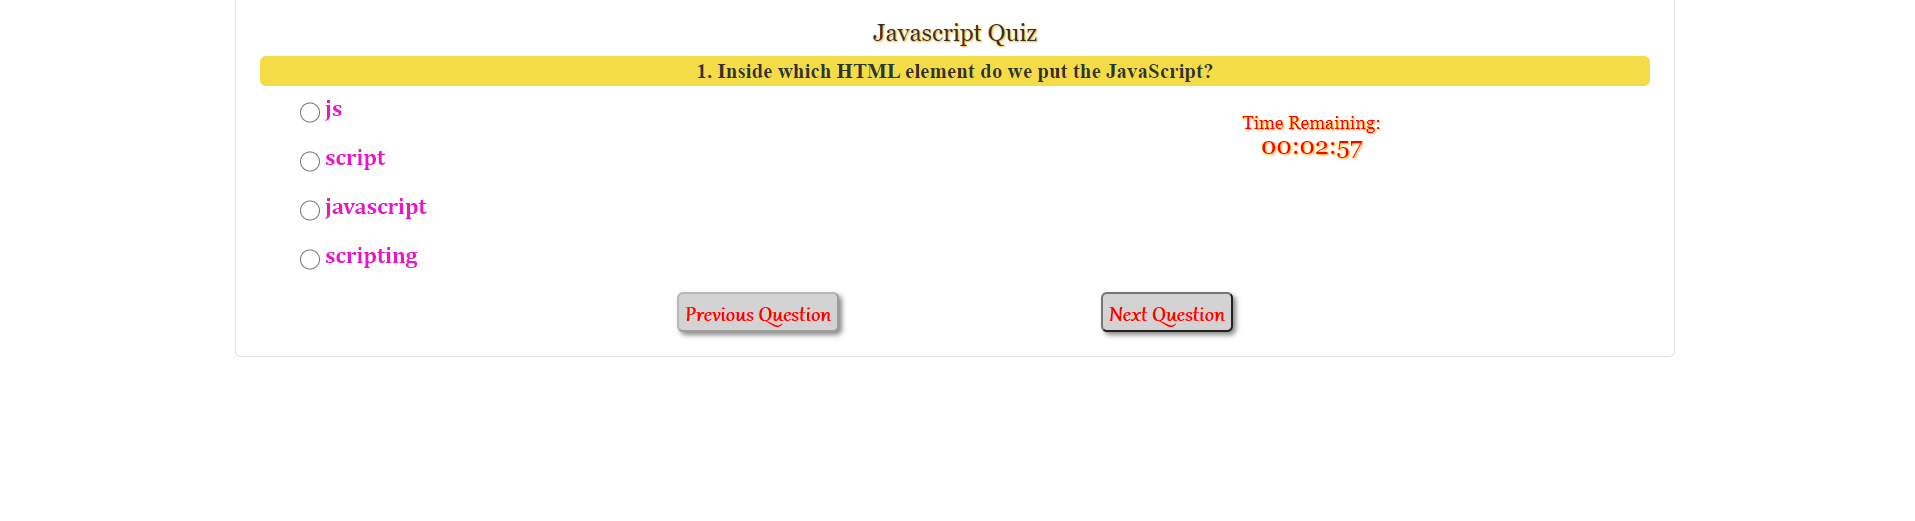 Javascript Quiz
1. Inside which HTML element do we put the JavaScript?
js
Time Remaining:
00:02:57
script
javascript
scripting
Previous Question
Next Question